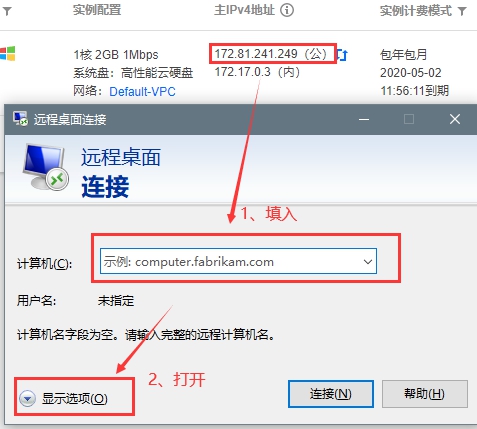 实例配置 主IPv4地址 实例计费模式
1核 2GB 1Mbps 172.81.241.249（公） 包年包月
系统盘：高性能云硬盘 172.17.0.3（内） 2020-05-02
网络：Default-VPC 11:56:11到期
远程桌面连接
远程桌面
连接
1、填入
计算机(C): 示例: computer.fabrikam.com
用户名: 未指定
计算机名字段为空。请输入完整的远程计算机名。
2、打开
显示选项(O) 连接(N) 帮助(H)